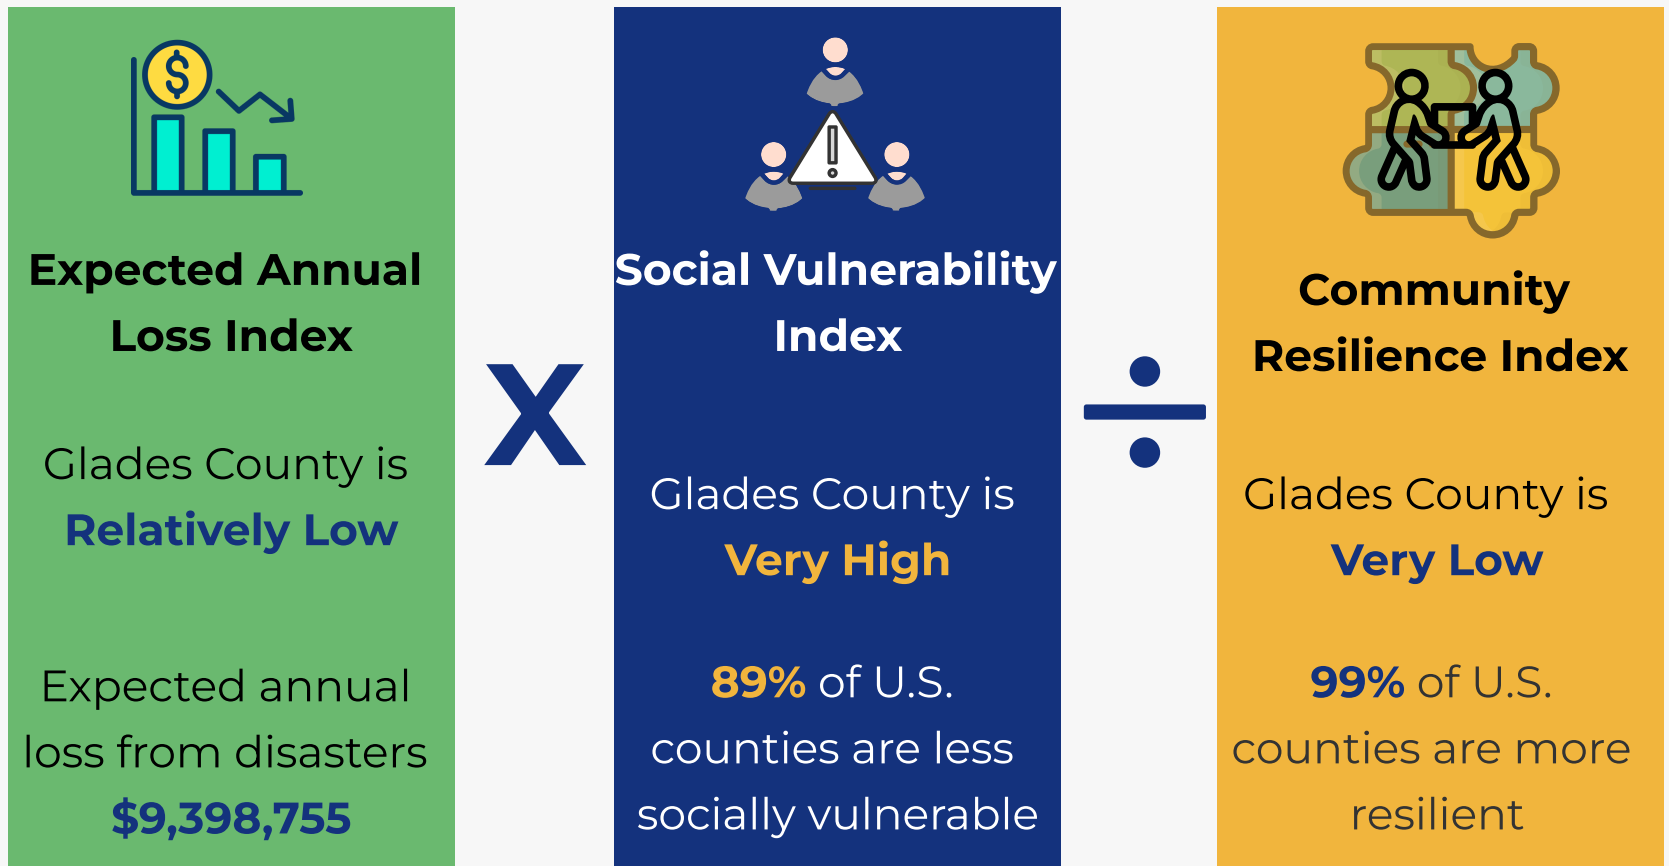 $
Expected Annual
Loss Index
Glades County is
Relatively Low
Expected annual
loss from disasters
$9,398,755
x
!
Social Vulnerability
Index
Glades County is
Very High
89% of U.S.
counties are less
socially vulnerable
÷
Community
Resilience Index
Glades County is
Very Low
99% of U.S.
counties are more
resilient